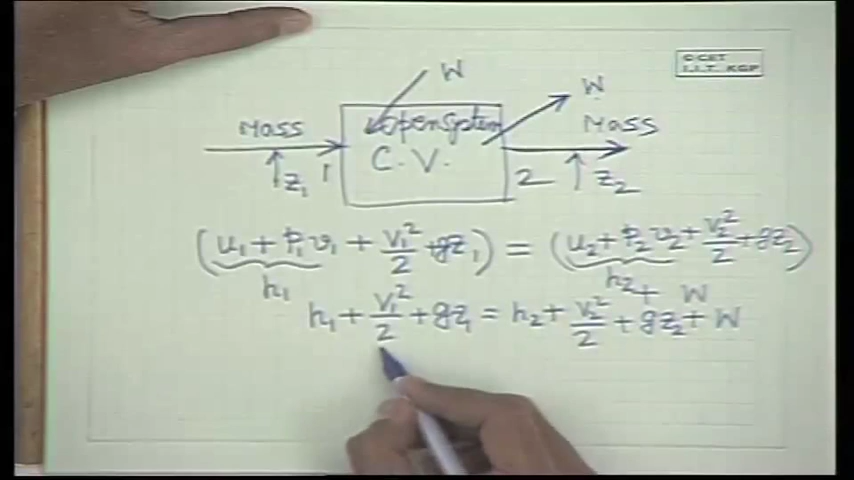 © CET
I.I.T. KGP
W
W
Mass
Open System
Mass
C.V.
1
2
z₁
z₂
(u₁ + p₁v₁ + V₁²/2 + gz₁) = (u₂ + p₂v₂ + V₂²/2 + gz₂)
h₁
h₂
+ W
h₁ + V₁²/2 + gz₁ = h₂ + V₂²/2 + gz₂ + W